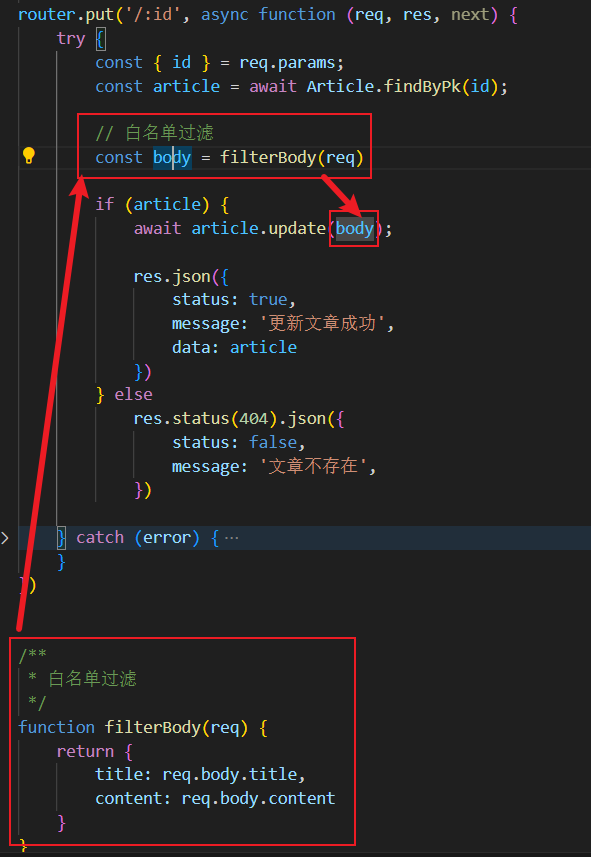 router.put('/:id', async function (req, res, next) {
try {
const { id } = req.params;
const article = await Article.findByPk(id);
// 白名单过滤
const body = filterBody(req)
if (article) {
await article.update(body);
res.json({
status: true,
message: '更新文章成功',
data: article
})
} else
res.status(404).json({
status: false,
message: '文章不存在',
})
} catch (error) { ⋯
}
})
/**
* 白名单过滤
*/
function filterBody(req) {
return {
title: req.body.title,
content: req.body.content
}
}